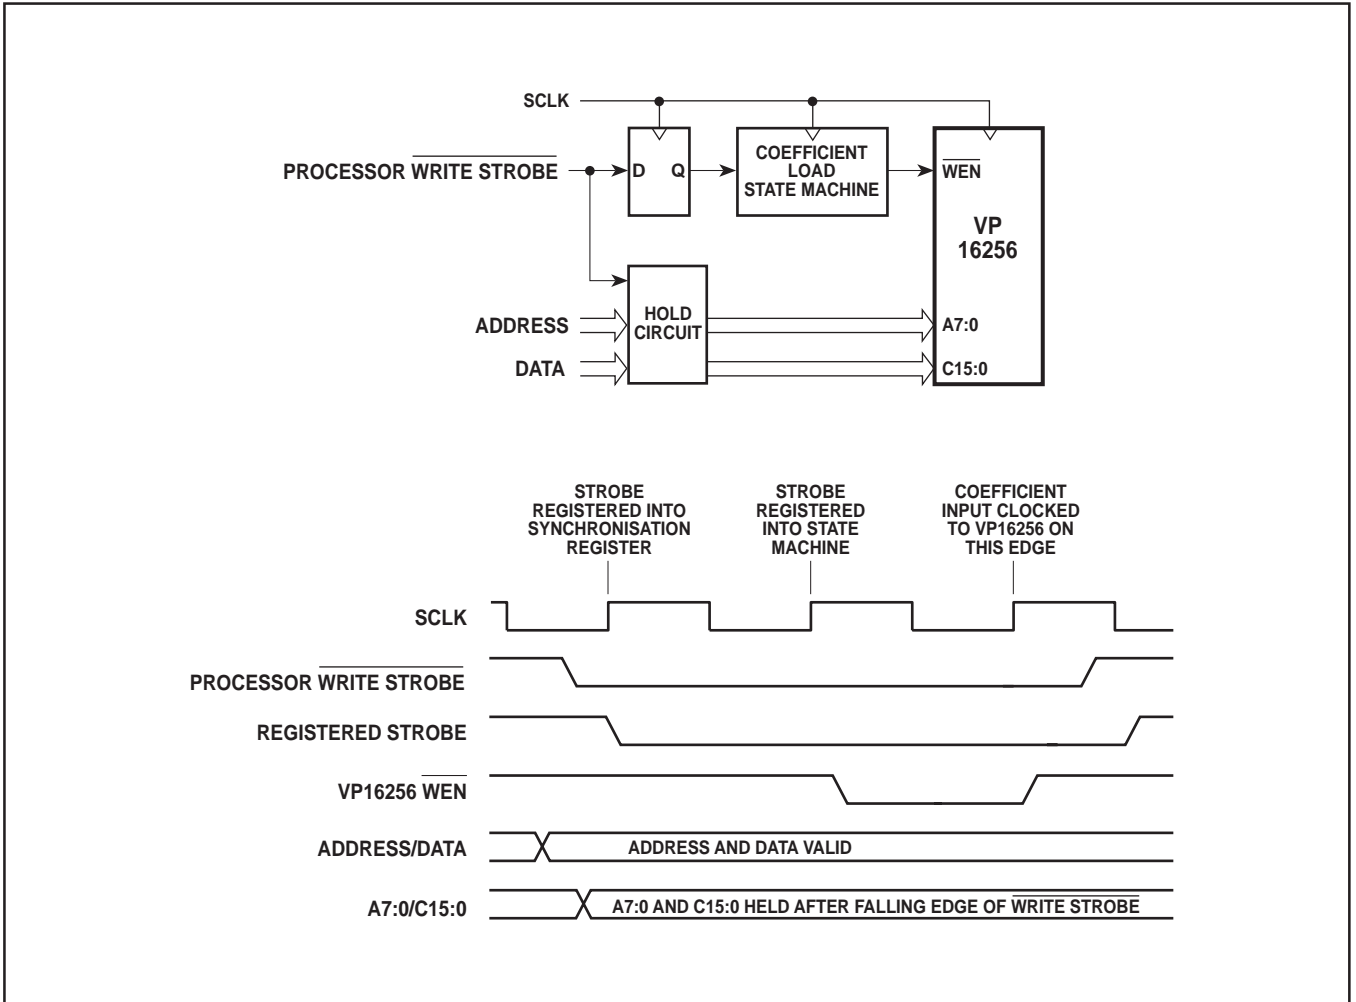 SCLK
PROCESSOR WRITE STROBE
D
Q
COEFFICIENT
LOAD
STATE MACHINE
WEN
VP
16256
ADDRESS
DATA
HOLD
CIRCUIT
A7:0
C15:0
STROBE
REGISTERED INTO
SYNCHRONISATION
REGISTER
STROBE
REGISTERED
INTO STATE
MACHINE
COEFFICIENT
INPUT CLOCKED
TO VP16256 ON
THIS EDGE
SCLK
PROCESSOR WRITE STROBE
REGISTERED STROBE
VP16256 WEN
ADDRESS/DATA
ADDRESS AND DATA VALID
A7:0/C15:0
A7:0 AND C15:0 HELD AFTER FALLING EDGE OF WRITE STROBE